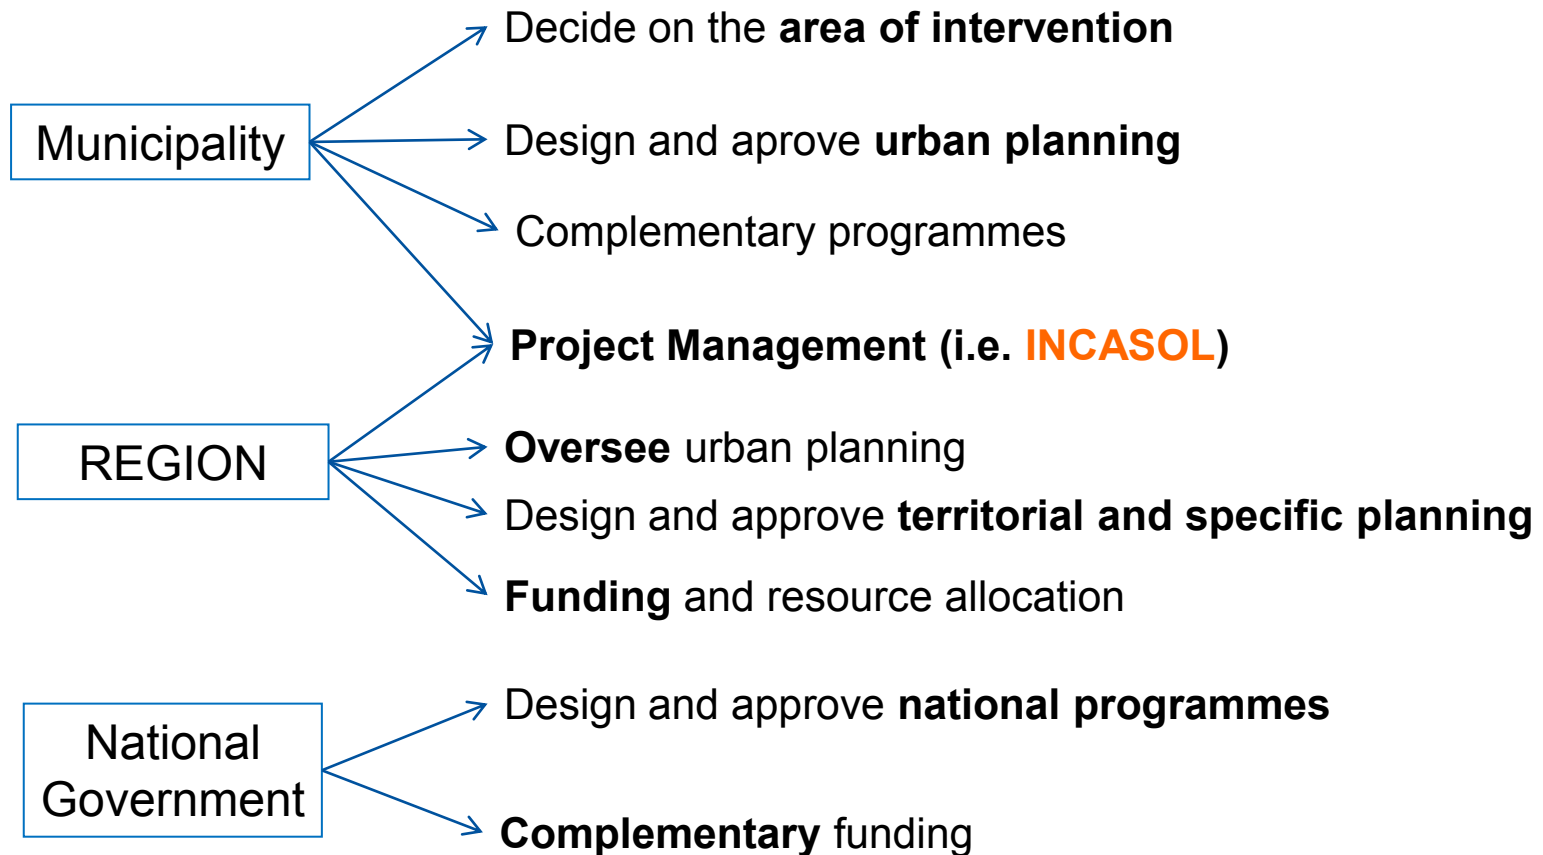 Decide on the area of intervention
Municipality
Design and aprove urban planning
Complementary programmes
Project Management (i.e. INCASOL)
REGION
Oversee urban planning
Design and approve territorial and specific planning
Funding and resource allocation
National
Government
Design and approve national programmes
Complementary funding